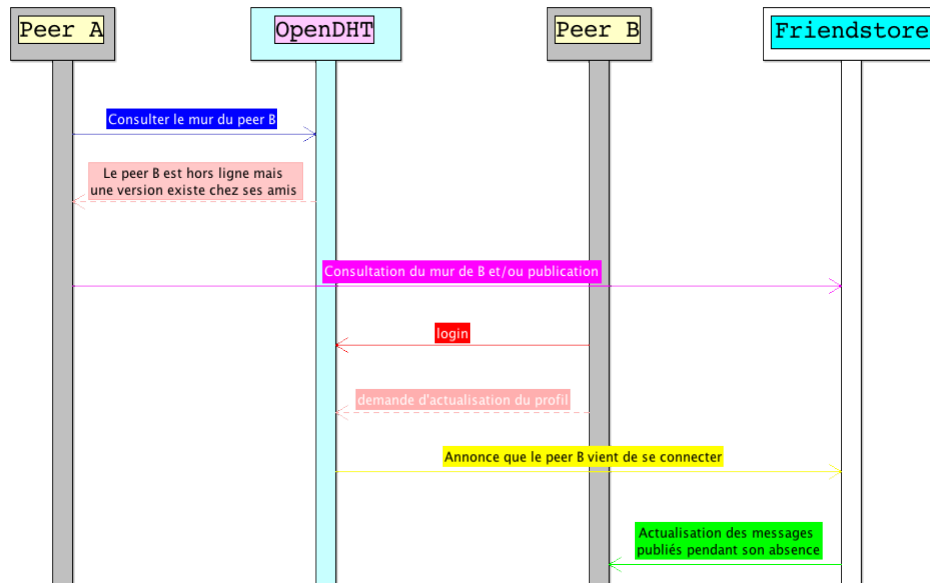 Peer A
OpenDHT
Peer B
Friendstore
Consulter le mur du peer B
Le peer B est hors ligne mais
une version existe chez ses amis
Consultation du mur de B et/ou publication
login
demande d'actualisation du profil
Annonce que le peer B vient de se connecter
Actualisation des messages
publiés pendant son absence